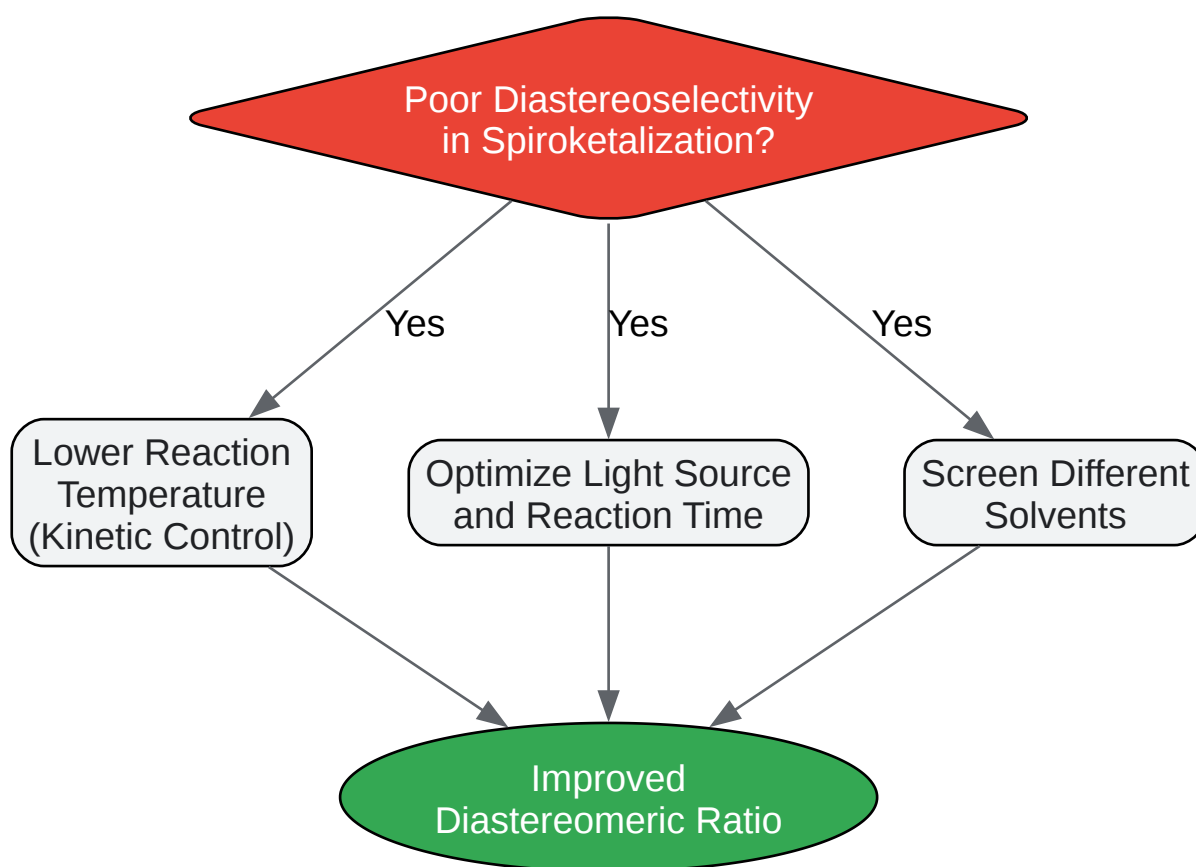 Poor Diastereoselectivity
in Spiroketalization?
Yes
Yes
Yes
Lower Reaction
Temperature
(Kinetic Control)
Optimize Light Source
and Reaction Time
Screen Different
Solvents
Improved
Diastereomeric Ratio